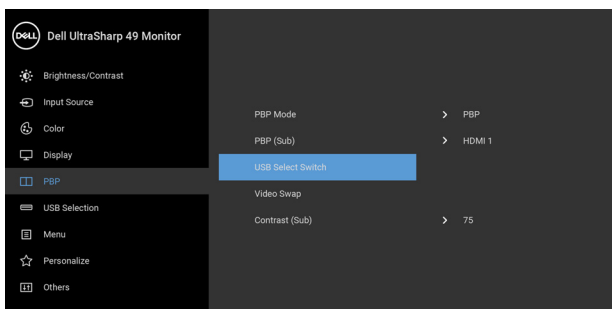 DELL Dell UltraSharp 49 Monitor
Brightness/Contrast
Input Source
Color
Display
PBP
USB Selection
Menu
Personalize
Others
PBP Mode > PBP
PBP (Sub) > HDMI 1
USB Select Switch
Video Swap
Contrast (Sub) > 75